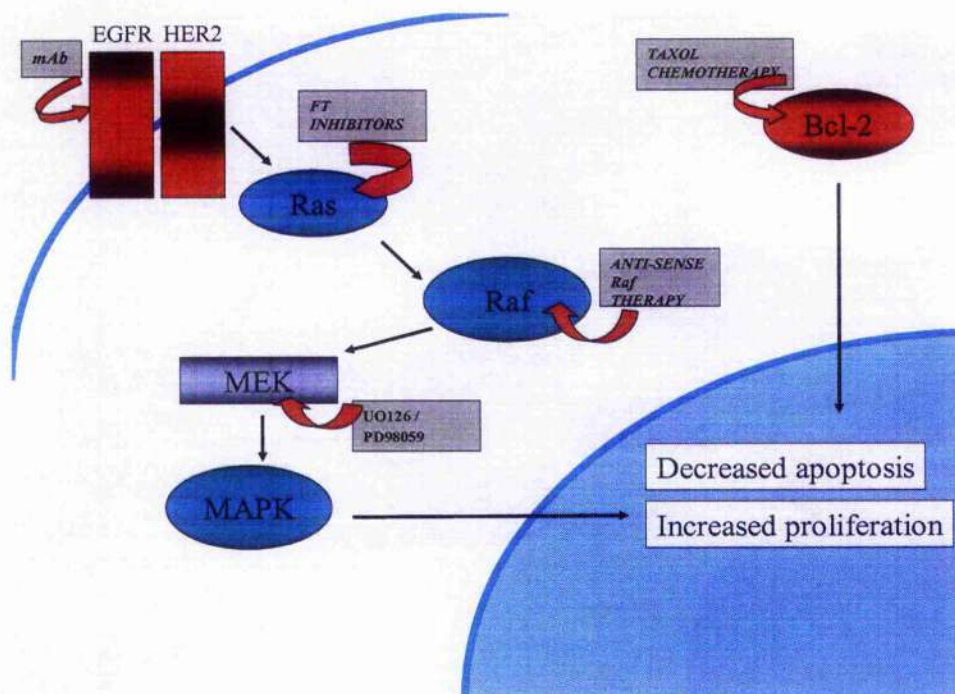 EGFR HER2
mAb
TAXOL
CHEMOTHERAPY
FT
INHIBITORS
Bcl-2
Ras
ANTI-SENSE
Raf
THERAPY
Raf
MEK
UO126 /
PD98059
MAPK
Decreased apoptosis
Increased proliferation